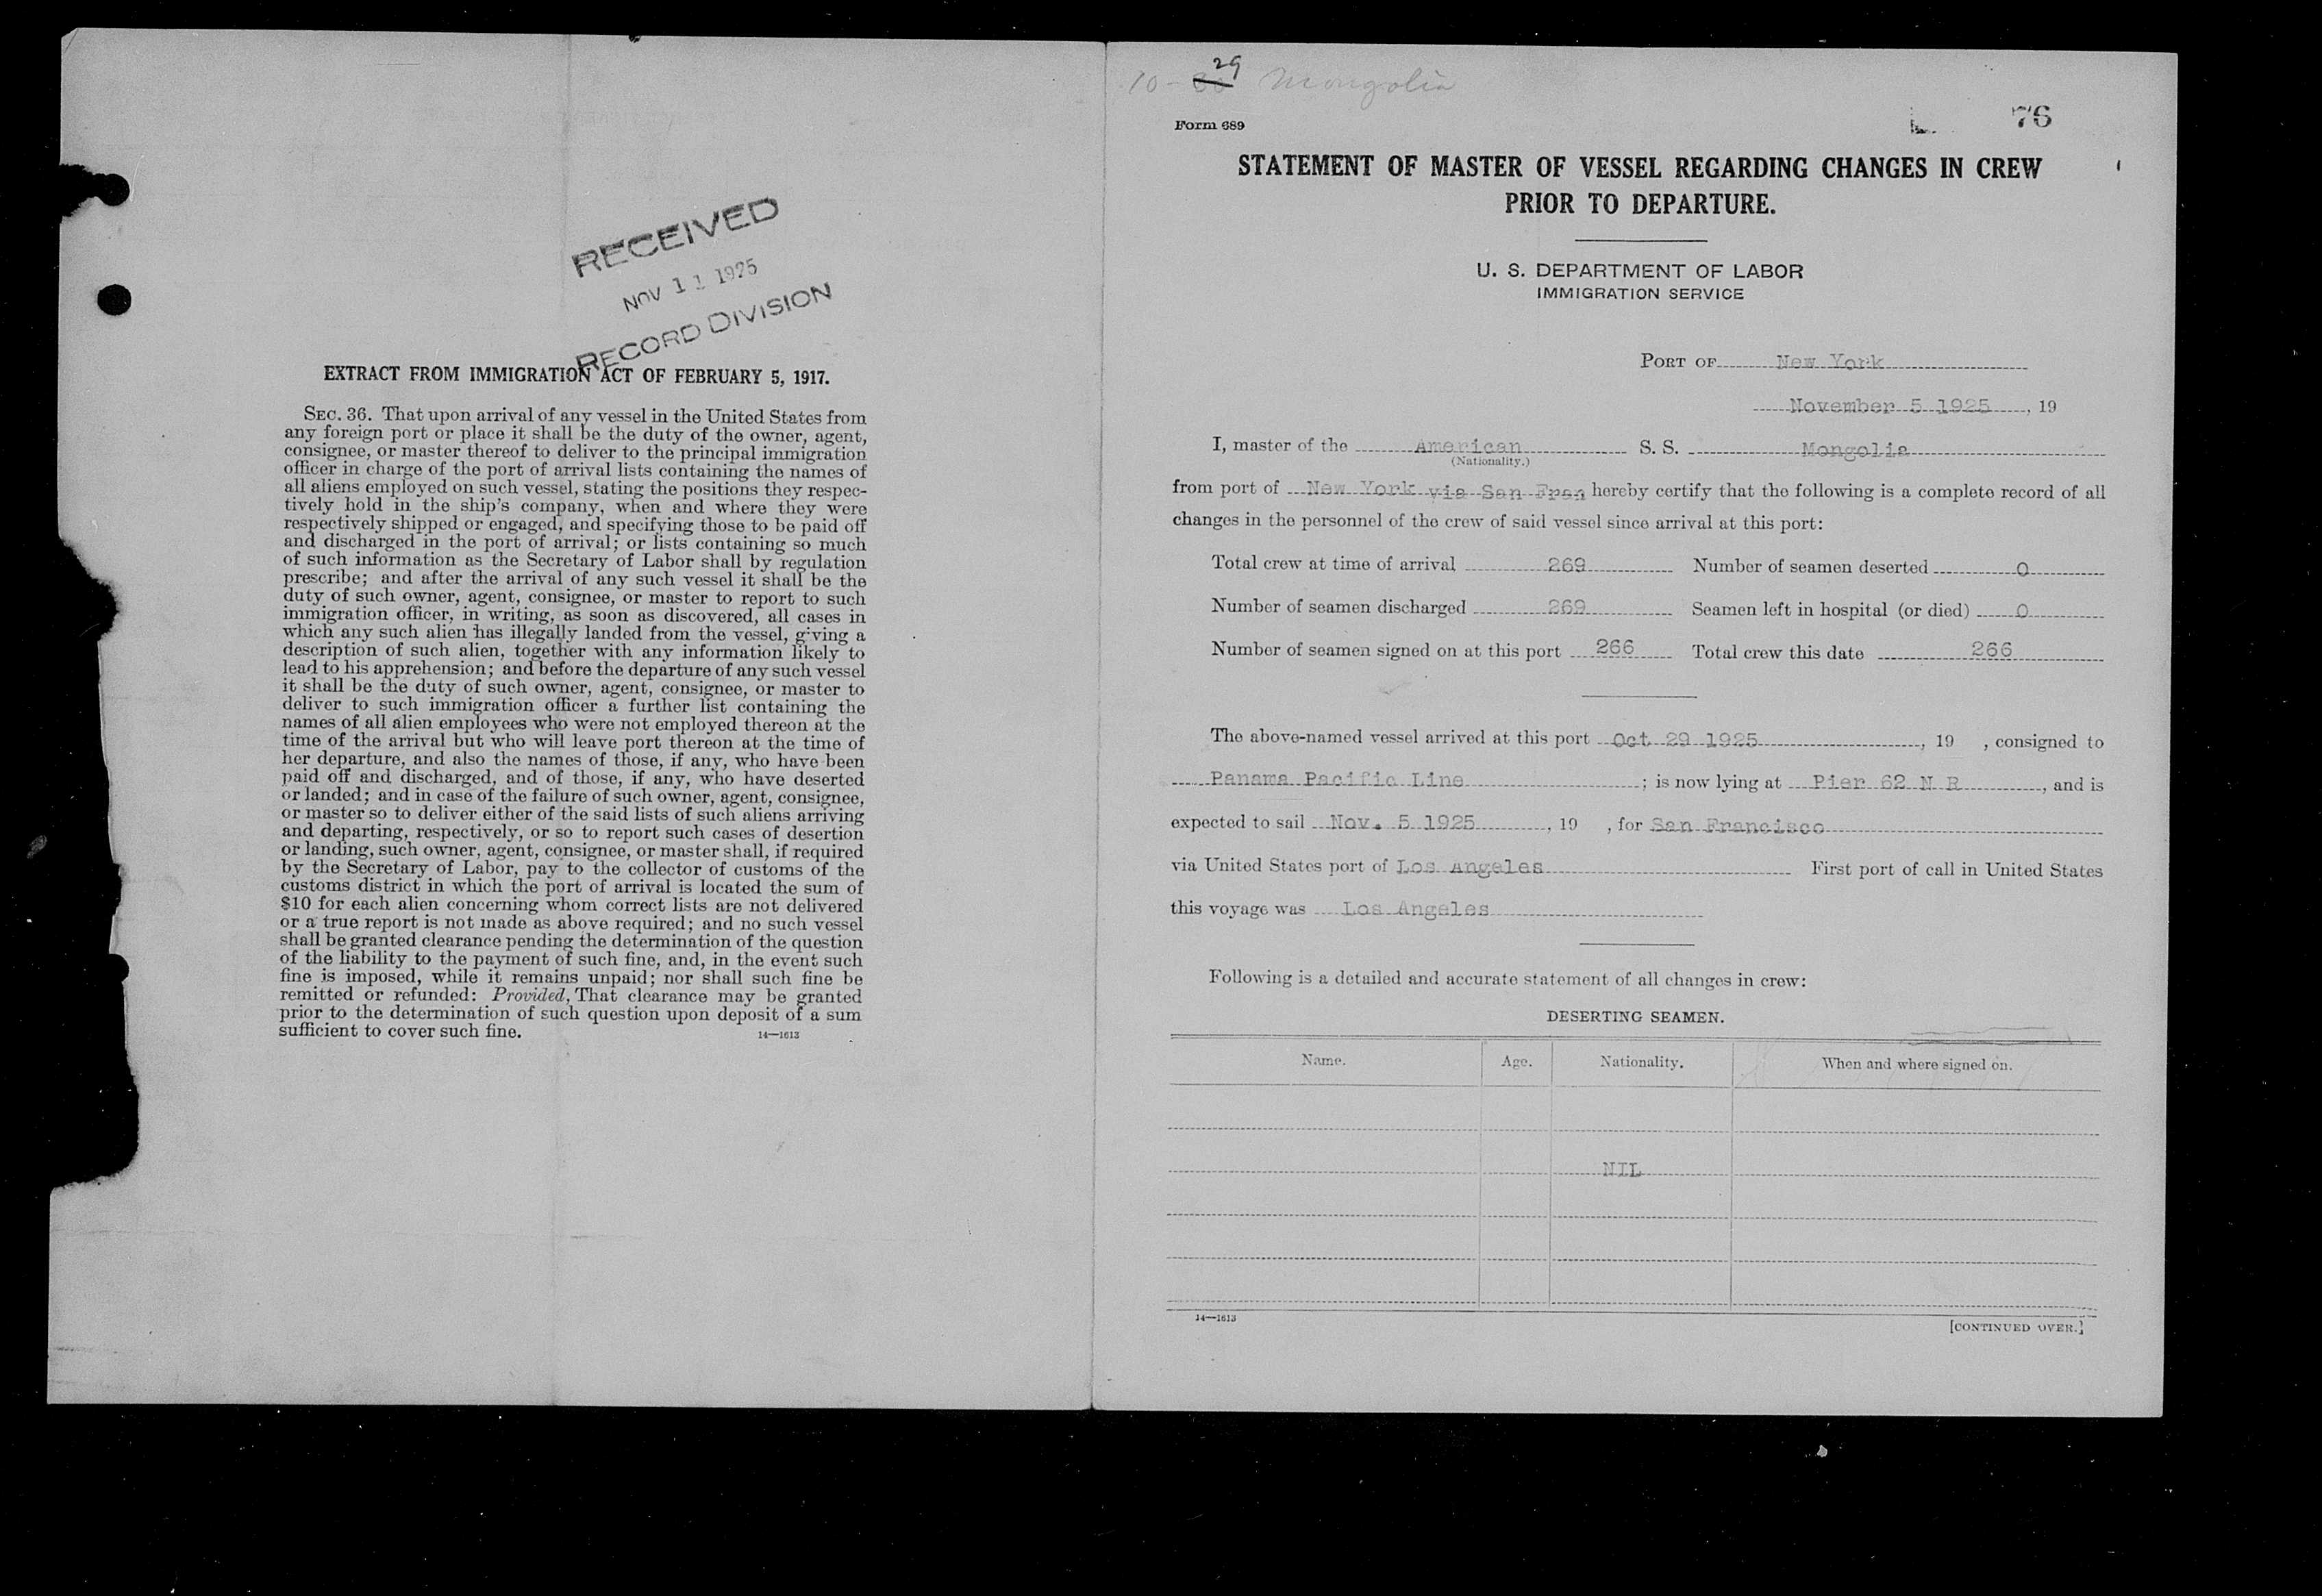 RECEIVED
NOV 11 1925
RECORD DIVISION
EXTRACT FROM IMMIGRATION ACT OF FEBRUARY 5, 1917.
SEC. 36. That upon arrival of any vessel in the United States from
any foreign port or place it shall be the duty of the owner, agent,
consignee, or master thereof to deliver to the principal immigration
officer in charge of the port of arrival lists containing the names of
all aliens employed on such vessel, stating the positions they respec-
tively hold in the ship's company, when and where they were
respectively shipped or engaged, and specifying those to be paid off
and discharged in the port of arrival; or lists containing so much
of such information as the Secretary of Labor shall by regulation
prescribe; and after the arrival of any such vessel it shall be the
duty of such owner, agent, consignee, or master to report to such
immigration officer, in writing, as soon as discovered, all cases in
which any such alien has illegally landed from the vessel, giving a
description of such alien, together with any information likely to
lead to his apprehension; and before the departure of any such vessel
it shall be the duty of such owner, agent, consignee, or master to
deliver to such immigration officer a further list containing the
names of all alien employees who were not employed thereon at the
time of the arrival but who will leave port thereon at the time of
her departure, and also the names of those, if any, who have been
paid off and discharged, and of those, if any, who have deserted
or landed; and in case of the failure of such owner, agent, consignee,
or master so to deliver either of the said lists of such aliens arriving
and departing, respectively, or so to report such cases of desertion
or landing, such owner, agent, consignee, or master shall, if required
by the Secretary of Labor, pay to the collector of customs of the
customs district in which the port of arrival is located the sum of
$10 for each alien concerning whom correct lists are not delivered
or a true report is not made as above required; and no such vessel
shall be granted clearance pending the determination of the question
of the liability to the payment of such fine, and, in the event such
fine is imposed, while it remains unpaid; nor shall such fine be
remitted or refunded: Provided, That clearance may be granted
prior to the determination of such question upon deposit of a sum
sufficient to cover such fine. 14—1613
10- 29 Mongolia
Form 689 76
STATEMENT OF MASTER OF VESSEL REGARDING CHANGES IN CREW
PRIOR TO DEPARTURE.
U. S. DEPARTMENT OF LABOR
IMMIGRATION SERVICE
PORT OF New York
November 5 1925, 19
I, master of the American S. S. Mongolia
(Nationality.)
from port of New York via San Fran hereby certify that the following is a complete record of all
changes in the personnel of the crew of said vessel since arrival at this port:
Total crew at time of arrival 269 Number of seamen deserted 0
Number of seamen discharged 269 Seamen left in hospital (or died) 0
Number of seamen signed on at this port 266 Total crew this date 266
The above-named vessel arrived at this port Oct 29 1925, 19 , consigned to
Panama Pacific Line; is now lying at Pier 62 N R, and is
expected to sail Nov. 5 1925, 19 , for San Francisco
via United States port of Los Angeles First port of call in United States
this voyage was Los Angeles
Following is a detailed and accurate statement of all changes in crew:
DESERTING SEAMEN.
Name. Age. Nationality. When and where signed on.
NIL
14—1613 [CONTINUED OVER.]